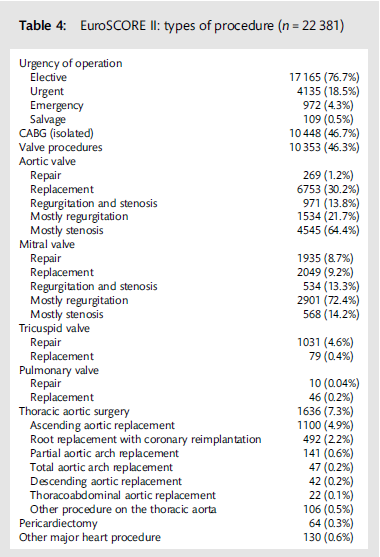 Table 4: EuroSCORE II: types of procedure (n = 22 381)
Urgency of operation
Elective 17 165 (76.7%)
Urgent 4135 (18.5%)
Emergency 972 (4.3%)
Salvage 109 (0.5%)
CABG (isolated) 10 448 (46.7%)
Valve procedures 10 353 (46.3%)
Aortic valve
Repair 269 (1.2%)
Replacement 6753 (30.2%)
Regurgitation and stenosis 971 (13.8%)
Mostly regurgitation 1534 (21.7%)
Mostly stenosis 4545 (64.4%)
Mitral valve
Repair 1935 (8.7%)
Replacement 2049 (9.2%)
Regurgitation and stenosis 534 (13.3%)
Mostly regurgitation 2901 (72.4%)
Mostly stenosis 568 (14.2%)
Tricuspid valve
Repair 1031 (4.6%)
Replacement 79 (0.4%)
Pulmonary valve
Repair 10 (0.04%)
Replacement 46 (0.2%)
Thoracic aortic surgery 1636 (7.3%)
Ascending aortic replacement 1100 (4.9%)
Root replacement with coronary reimplantation 492 (2.2%)
Partial aortic arch replacement 141 (0.6%)
Total aortic arch replacement 47 (0.2%)
Descending aortic replacement 42 (0.2%)
Thoracoabdominal aortic replacement 22 (0.1%)
Other procedure on the thoracic aorta 106 (0.5%)
Pericardiectomy 64 (0.3%)
Other major heart procedure 130 (0.6%)